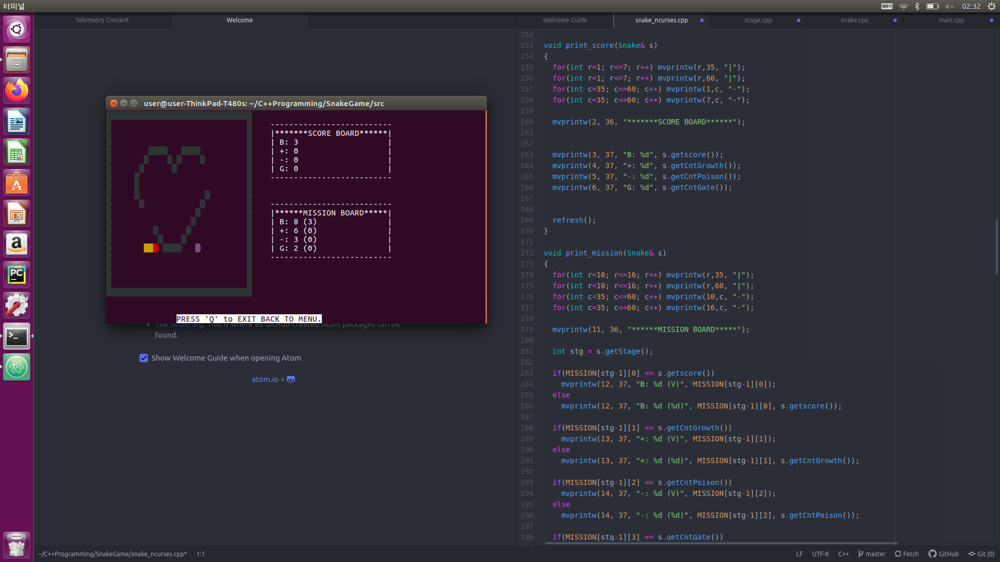 터미널
02:32
Telemetry Consent
Welcome
Welcome Guide
snake_ncurses.cpp
stage.cpp
snake.cpp
main.cpp
user@user-ThinkPad-T480s: ~/C++Programming/SnakeGame/src
--------------------------
|*******SCORE BOARD******|
| B: 3 |
| +: 0 |
| -: 0 |
| G: 0 |
--------------------------
--------------------------
|******MISSION BOARD*****|
| B: 8 (3) |
| +: 6 (0) |
| -: 3 (0) |
| G: 2 (0) |
--------------------------
PRESS 'Q' to EXIT BACK TO MENU.
The Atom org. This is where all GitHub-created Atom packages can be
found.
Show Welcome Guide when opening Atom
atom.io ×
152
153 void print_score(Snake& s)
154 {
155 for(int r=1; r<=7; r++) mvprintw(r,35, "|");
156 for(int r=1; r<=7; r++) mvprintw(r,60, "|");
157 for(int c=35; c<=60; c++) mvprintw(1,c, "-");
158 for(int c=35; c<=60; c++) mvprintw(7,c, "-");
159
160 mvprintw(2, 36, "*******SCORE BOARD******");
161
162
163 mvprintw(3, 37, "B: %d", s.getscore());
164 mvprintw(4, 37, "+: %d", s.getCntGrowth());
165 mvprintw(5, 37, "-: %d", s.getCntPoison());
166 mvprintw(6, 37, "G: %d", s.getCntGate());
167
168
169 refresh();
170 }
171
172 void print_mission(Snake& s)
173 {
174 for(int r=10; r<=16; r++) mvprintw(r,35, "|");
175 for(int r=10; r<=16; r++) mvprintw(r,60, "|");
176 for(int c=35; c<=60; c++) mvprintw(10,c, "-");
177 for(int c=35; c<=60; c++) mvprintw(16,c, "-");
178
179 mvprintw(11, 36, "******MISSION BOARD*****");
180
181 int stg = s.getStage();
182
183 if(MISSION[stg-1][0] <= s.getscore())
184 mvprintw(12, 37, "B: %d (V)", MISSION[stg-1][0]);
185 else
186 mvprintw(12, 37, "B: %d (%d)", MISSION[stg-1][0], s.getscore());
187
188 if(MISSION[stg-1][1] <= s.getCntGrowth())
189 mvprintw(13, 37, "+: %d (V)", MISSION[stg-1][1]);
190 else
191 mvprintw(13, 37, "+: %d (%d)", MISSION[stg-1][1], s.getCntGrowth());
192
193 if(MISSION[stg-1][2] <= s.getCntPoison())
194 mvprintw(14, 37, "-: %d (V)", MISSION[stg-1][2]);
195 else
196 mvprintw(14, 37, "-: %d (%d)", MISSION[stg-1][2], s.getCntPoison());
197
198 if(MISSION[stg-1][3] <= s.getCntGate())
~/C++Programming/SnakeGame/snake_ncurses.cpp*
1:1
LF
UTF-8
C++
master
Fetch
GitHub
Git (0)